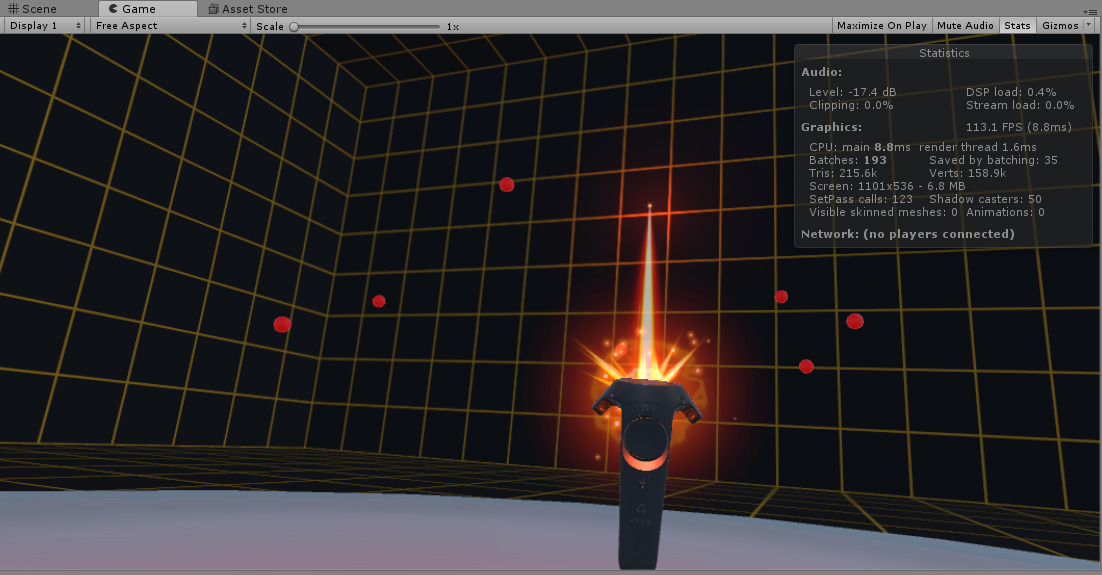 Scene Game Asset Store
Display 1 Free Aspect Scale 1x Maximize On Play Mute Audio Stats Gizmos
Statistics
Audio:
Level: -17.4 dB DSP load: 0.4%
Clipping: 0.0% Stream load: 0.0%
Graphics: 113.1 FPS (8.8ms)
CPU: main 8.8ms render thread 1.6ms
Batches: 193 Saved by batching: 35
Tris: 215.6k Verts: 158.9k
Screen: 1101x536 - 6.8 MB
SetPass calls: 123 Shadow casters: 50
Visible skinned meshes: 0 Animations: 0
Network: (no players connected)
VIVE